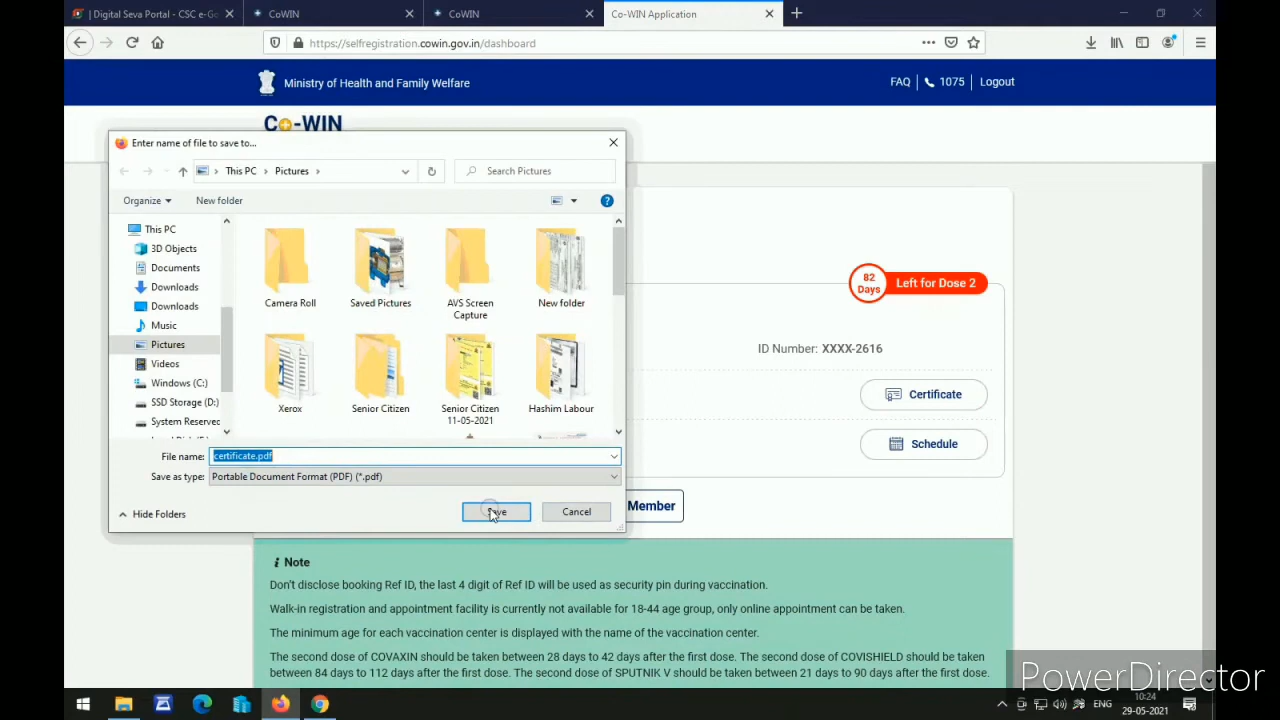 | Digital Seva Portal - CSC e-Go
CoWIN
CoWIN
Co-WIN Application
https://selfregistration.cowin.gov.in/dashboard
Ministry of Health and Family Welfare
FAQ
1075
Logout
Co-WIN
Enter name of file to save to...
This PC > Pictures >
Search Pictures
Organize
New folder
This PC
3D Objects
Documents
Downloads
Downloads
Music
Pictures
Videos
Windows (C:)
SSD Storage (D:)
System Reserved
Camera Roll
Saved Pictures
AVS Screen
Capture
New folder
Xerox
Senior Citizen
Senior Citizen
11-05-2021
Hashim Labour
File name:
certificate.pdf
Save as type:
Portable Document Format (PDF) (*.pdf)
Hide Folders
Save
Cancel
82
Days
Left for Dose 2
ID Number: XXXX-2616
Certificate
Schedule
Member
Note
Don't disclose booking Ref ID, the last 4 digit of Ref ID will be used as security pin during vaccination.
Walk-in registration and appointment facility is currently not available for 18-44 age group, only online appointment can be taken.
The minimum age for each vaccination center is displayed with the name of the vaccination center.
The second dose of COVAXIN should be taken between 28 days to 42 days after the first dose. The second dose of COVISHIELD should be taken
between 84 days to 112 days after the first dose. The second dose of SPUTNIK V should be taken between 21 days to 90 days after the first dose.
PowerDirector
ENG
10:24
29-05-2021